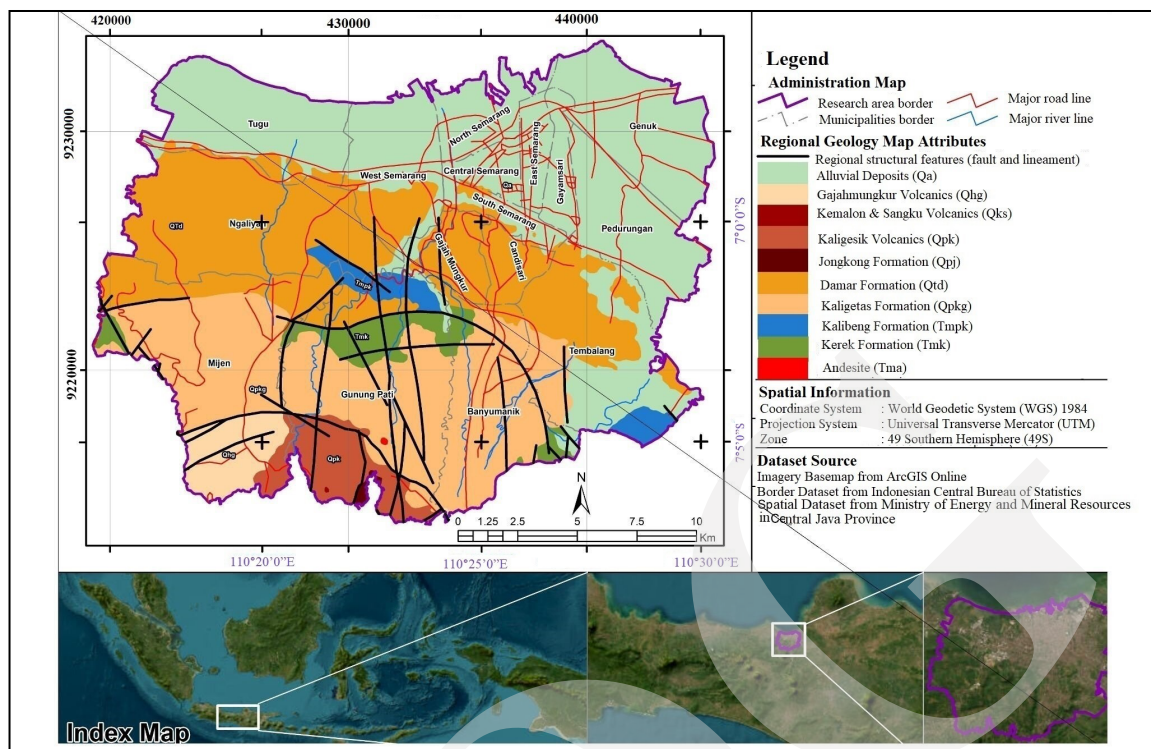 420000
430000
440000
9230000
9220000
7°0'0"S
7°5'0"S
110°20'0"E
110°25'0"E
110°30'0"E
Tugu
North Semarang
Genuk
West Semarang
Central Semarang
East Semarang
Gayamsari
Qa
South Semarang
Pedurungan
QTd
Ngaliyan
Gajah Mungkur
Candisari
Tmpk
Tmk
Mijen
Tembalang
Qpkg
Gunung Pati
Banyumanik
Qhg
Qpk
N
0 1.25 2.5 5 7.5 10
Km
Legend
Administration Map
Research area border
Major road line
Municipalities border
Major river line
Regional Geology Map Attributes
Regional structural features (fault and lineament)
Alluvial Deposits (Qa)
Gajahmungkur Volcanics (Qhg)
Kemalon & Sangku Volcanics (Qks)
Kaligesik Volcanics (Qpk)
Jongkong Formation (Qpj)
Damar Formation (Qtd)
Kaligetas Formation (Qpkg)
Kalibeng Formation (Tmpk)
Kerek Formation (Tmk)
Andesite (Tma)
Spatial Information
Coordinate System : World Geodetic System (WGS) 1984
Projection System : Universal Transverse Mercator (UTM)
Zone : 49 Southern Hemisphere (49S)
Dataset Source
Imagery Basemap from ArcGIS Online
Border Dataset from Indonesian Central Bureau of Statistics
Spatial Dataset from Ministry of Energy and Mineral Resources
in Central Java Province
Index Map